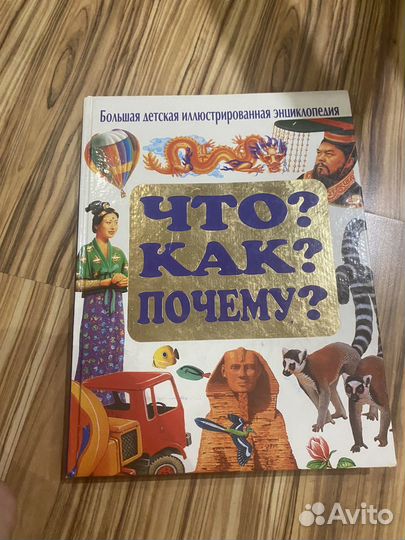 Большая детская иллюстрированная энциклопедия
ЧТО?
КАК?
ПОЧЕМУ?
Avito